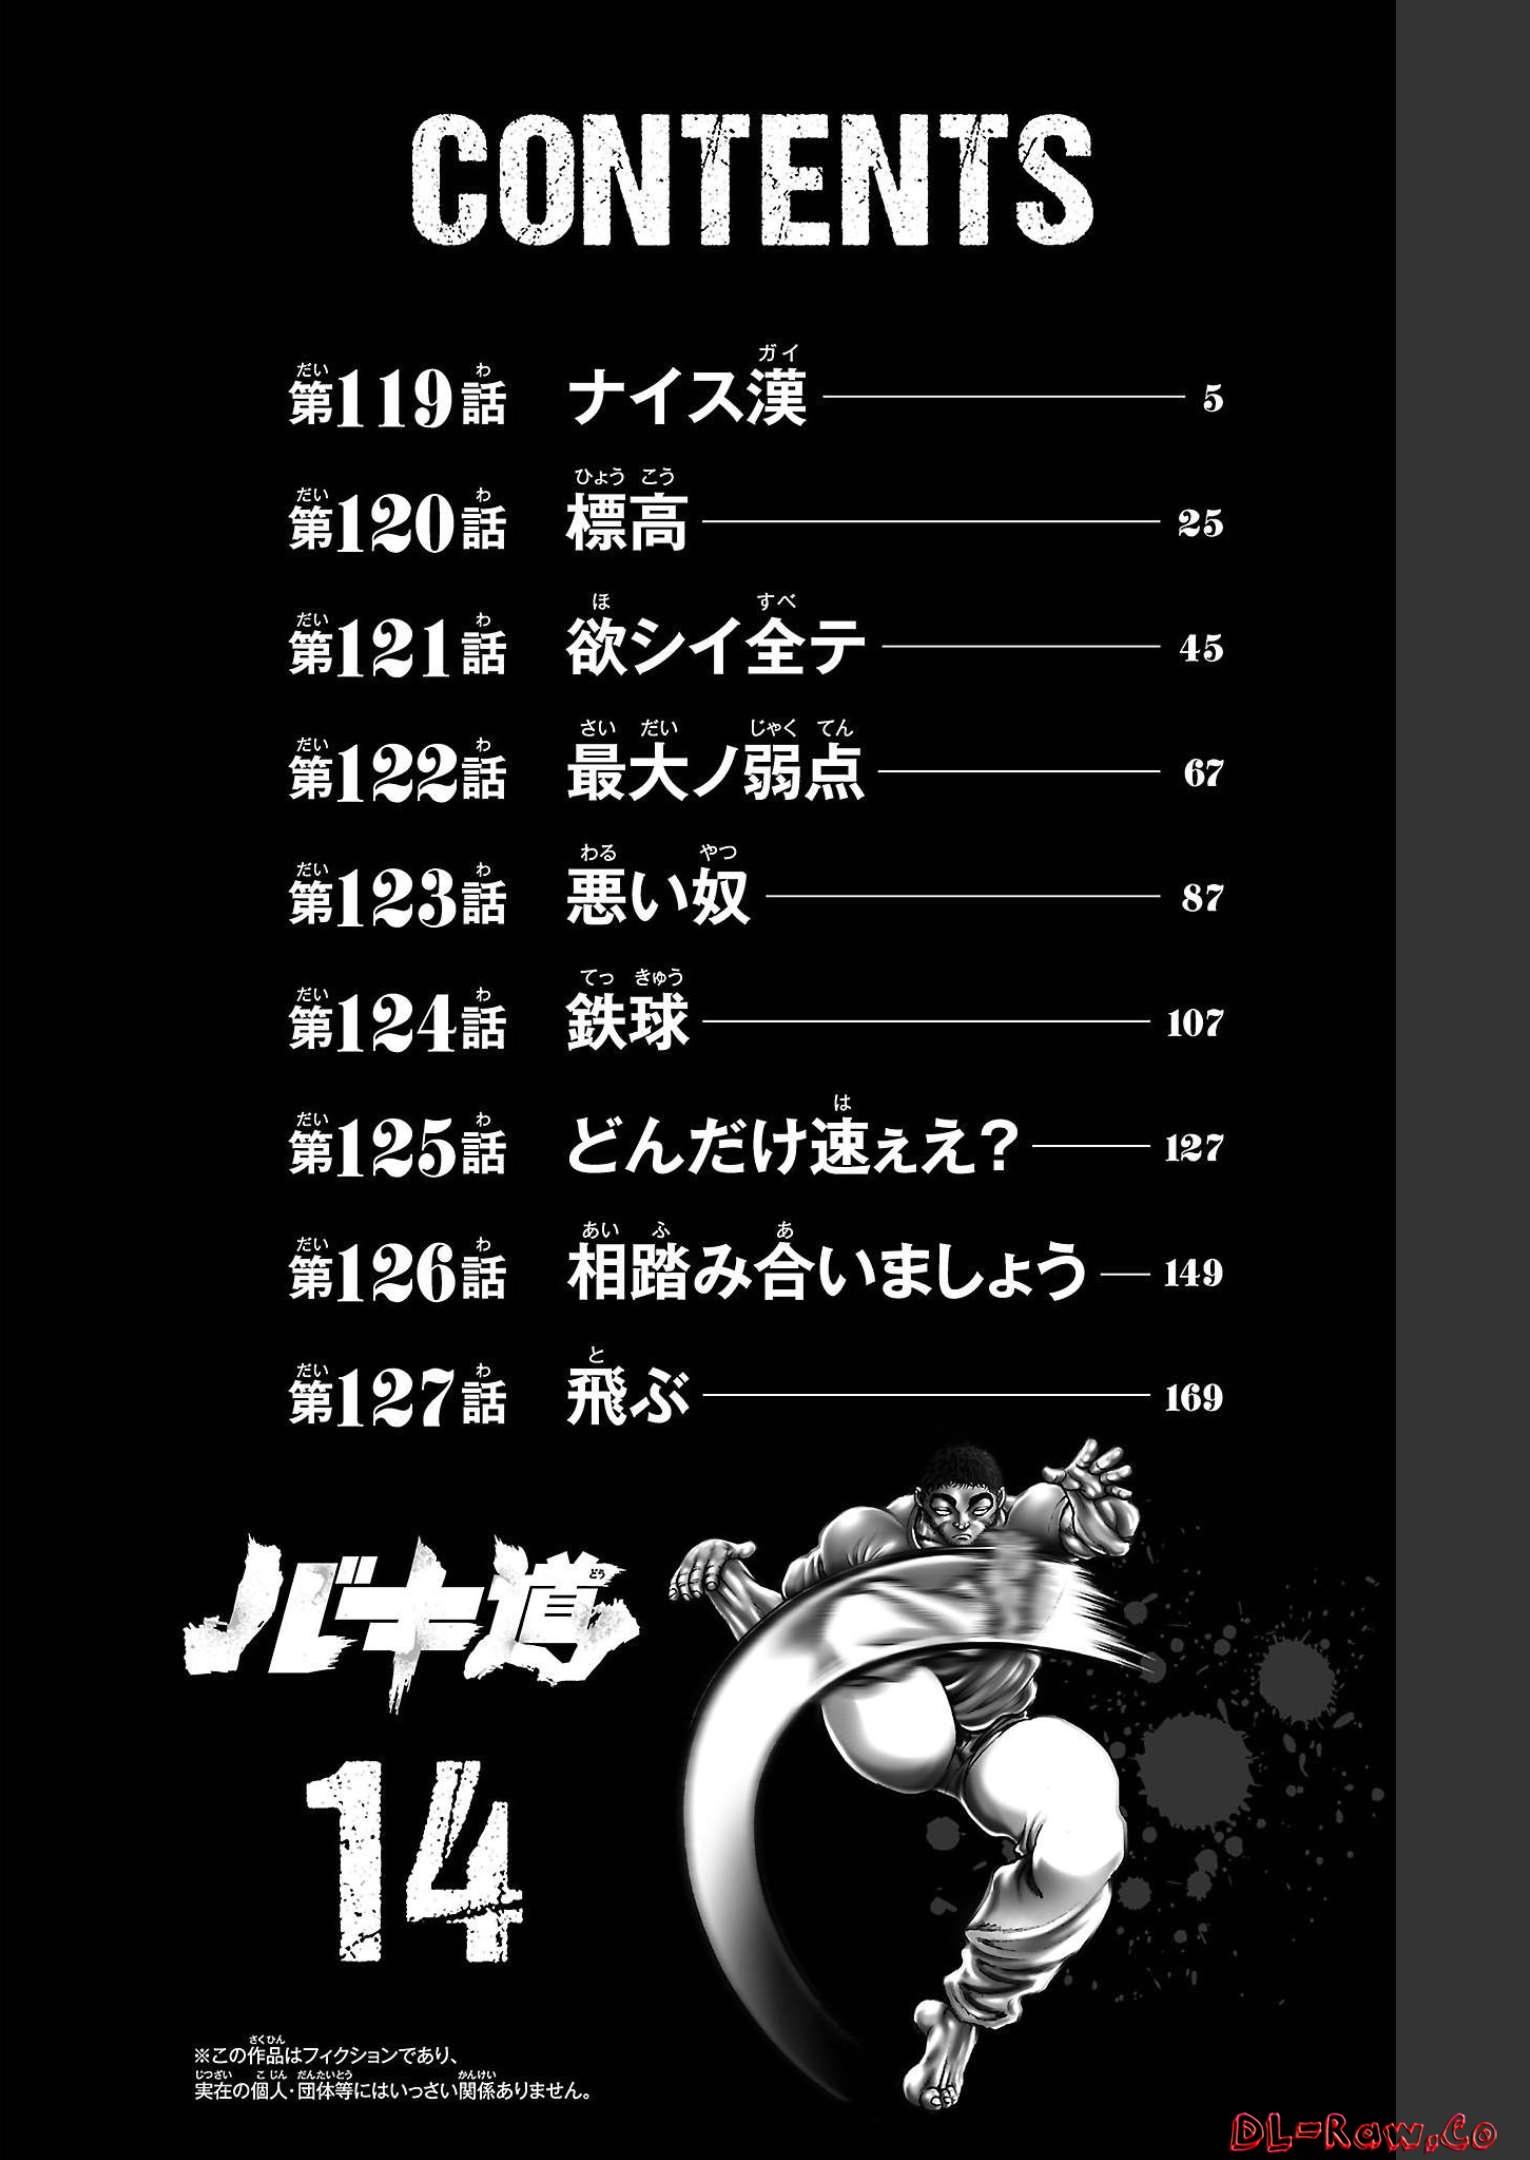 CONTENTS
第119話 ナイス漢 5
第120話 標高 25
第121話 欲シイ全テ 45
第122話 最大ノ弱点 67
第123話 悪い奴 87
第124話 鉄球 107
第125話 どんだけ速ぇえ? 127
第126話 相踏み合いましょう 149
第127話 飛ぶ 169
バキ道
14
※この作品はフィクションであり、
実在の個人・団体等にはいっさい関係ありません。
DL-Raw.Co